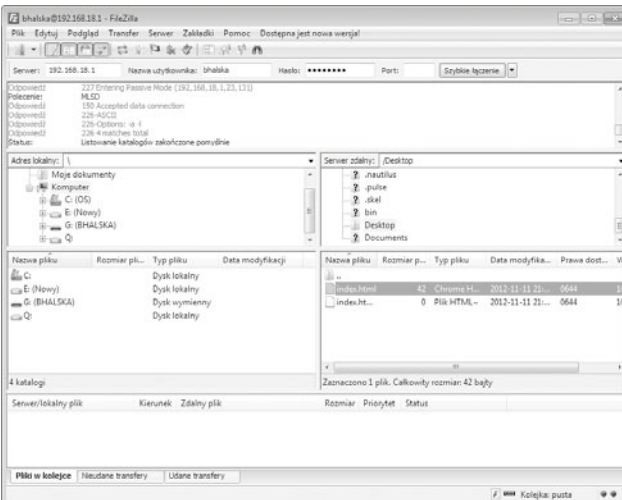 bhalska@192.168.18.1 - FileZilla
Plik Edytuj Podgląd Transfer Serwer Zakładki Pomoc Dostępna jest nowa wersja!
Serwer: 192.168.18.1 Nazwa użytkownika: bhalska Hasło: ●●●●●●●● Port: Szybkie łączenie
Odpowiedź: 227 Entering Passive Mode (192,168,18,1,23,131)
Polecenie: MLSD
Odpowiedź: 150 Accepted data connection
Odpowiedź: 226-ASCII
Odpowiedź: 226-Options: -a -l
Odpowiedź: 226 4 matches total
Status: Listowanie katalogów zakończone pomyślnie
Adres lokalny: \
Moje dokumenty
Komputer
C: (OS)
E: (Nowy)
G: (BHALSKA)
Q:
Serwer zdalny: /Desktop
? .nautilus
? .pulse
? .skel
? bin
Desktop
? Documents
Nazwa pliku Rozmiar pli... Typ pliku Data modyfikacji
C: Dysk lokalny
E: (Nowy) Dysk lokalny
G: (BHALSKA) Dysk wymienny
Q: Dysk lokalny
4 katalogi
Nazwa pliku Rozmiar p... Typ pliku Data modyfika... Prawa dost...
..
index.html 42 Chrome H... 2012-11-11 21:... 0644
index.ht... 0 Plik HTML~ 2012-11-11 21:... 0644
Zaznaczono 1 plik. Całkowity rozmiar: 42 bajty
Serwer/lokalny plik Kierunek Zdalny plik Rozmiar Priorytet Status
Pliki w kolejce Nieudane transfery Udane transfery
Kolejka: pusta